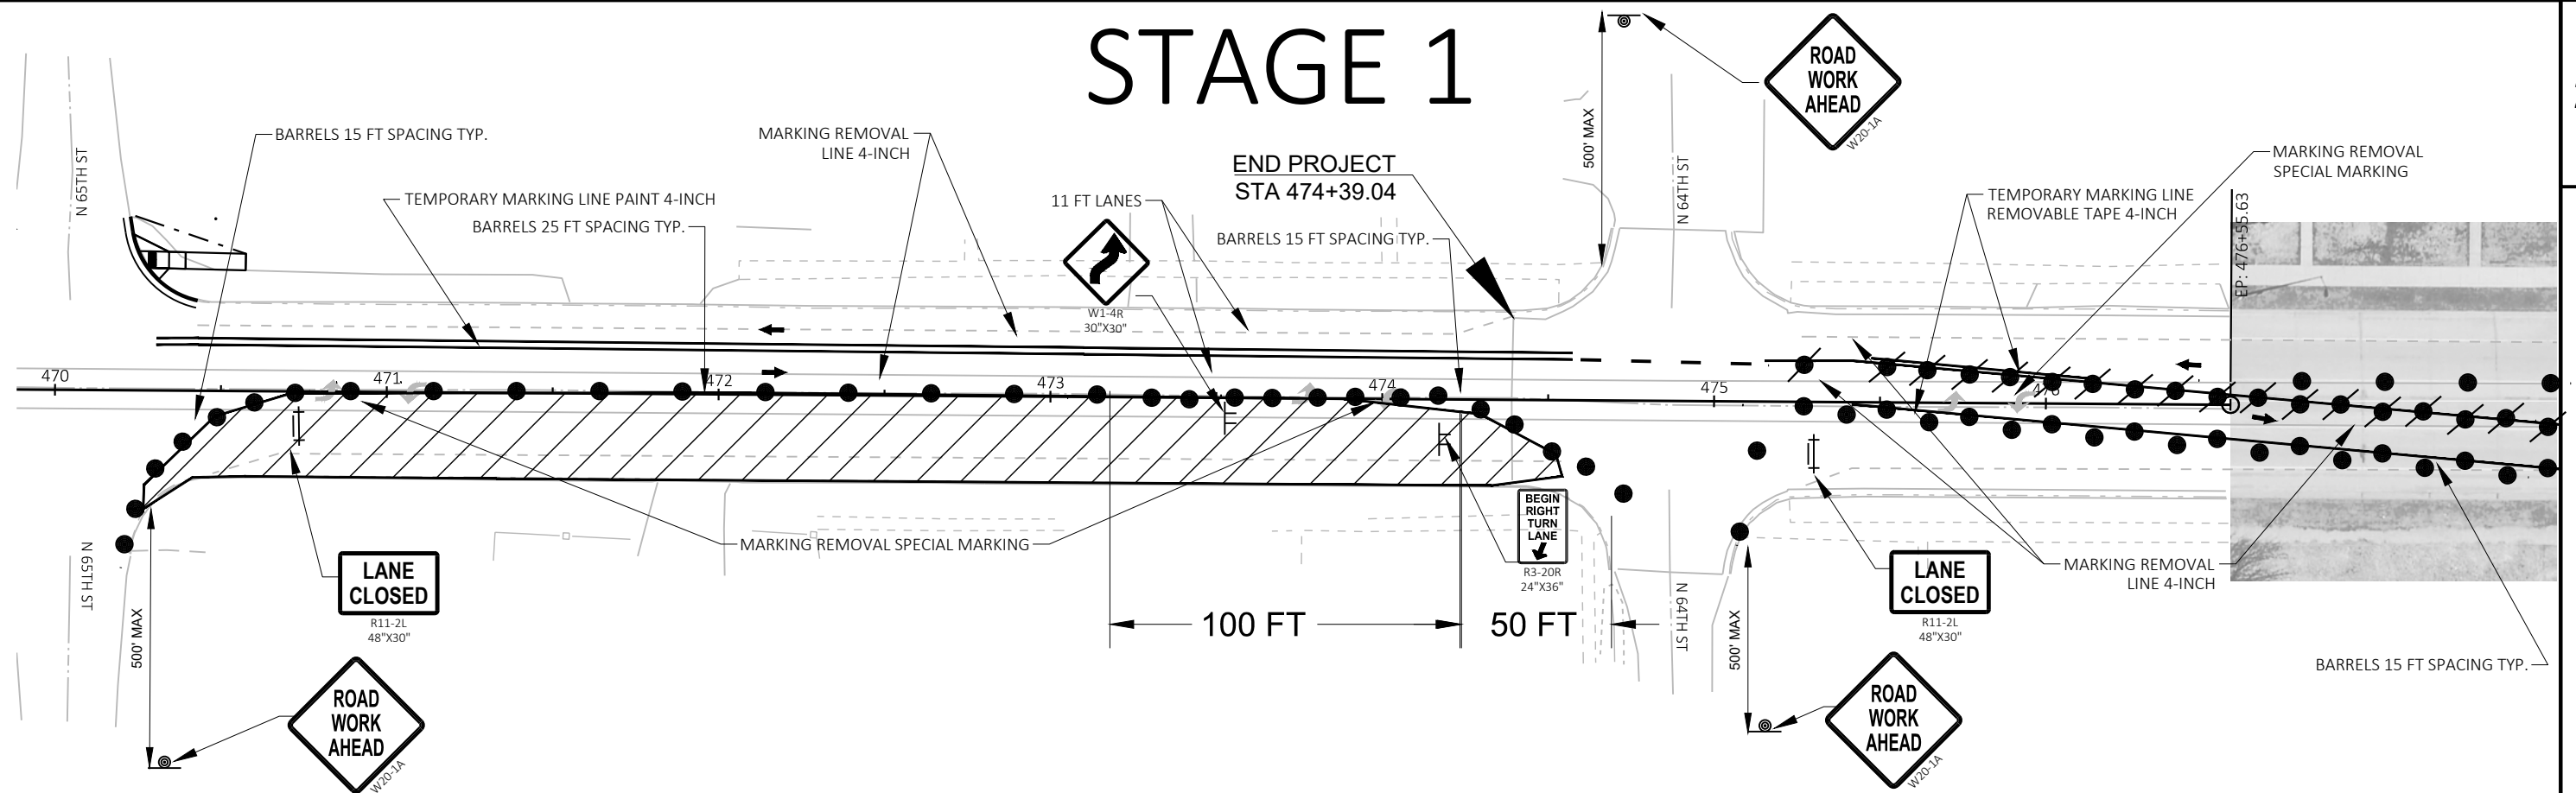 STAGE 1
ROAD
WORK
AHEAD
W20-1A
500' MAX
N 65TH ST
BARRELS 15 FT SPACING TYP.
MARKING REMOVAL
LINE 4-INCH
END PROJECT
STA 474+39.04
N 64TH ST
MARKING REMOVAL
SPECIAL MARKING
TEMPORARY MARKING LINE PAINT 4-INCH
BARRELS 25 FT SPACING TYP.
11 FT LANES
BARRELS 15 FT SPACING TYP.
TEMPORARY MARKING LINE
REMOVABLE TAPE 4-INCH
EP: 476+55.63
W1-4R
30"X30"
470
471
472
473
474
475
476
MARKING REMOVAL SPECIAL MARKING
N 65TH ST
LANE
CLOSED
R11-2L
48"X30"
500' MAX
ROAD
WORK
AHEAD
W20-1A
100 FT
50 FT
BEGIN
RIGHT
TURN
LANE
R3-20R
24"X36"
N 64TH ST
500' MAX
LANE
CLOSED
R11-2L
48"X30"
MARKING REMOVAL
LINE 4-INCH
BARRELS 15 FT SPACING TYP.
ROAD
WORK
AHEAD
W20-1A